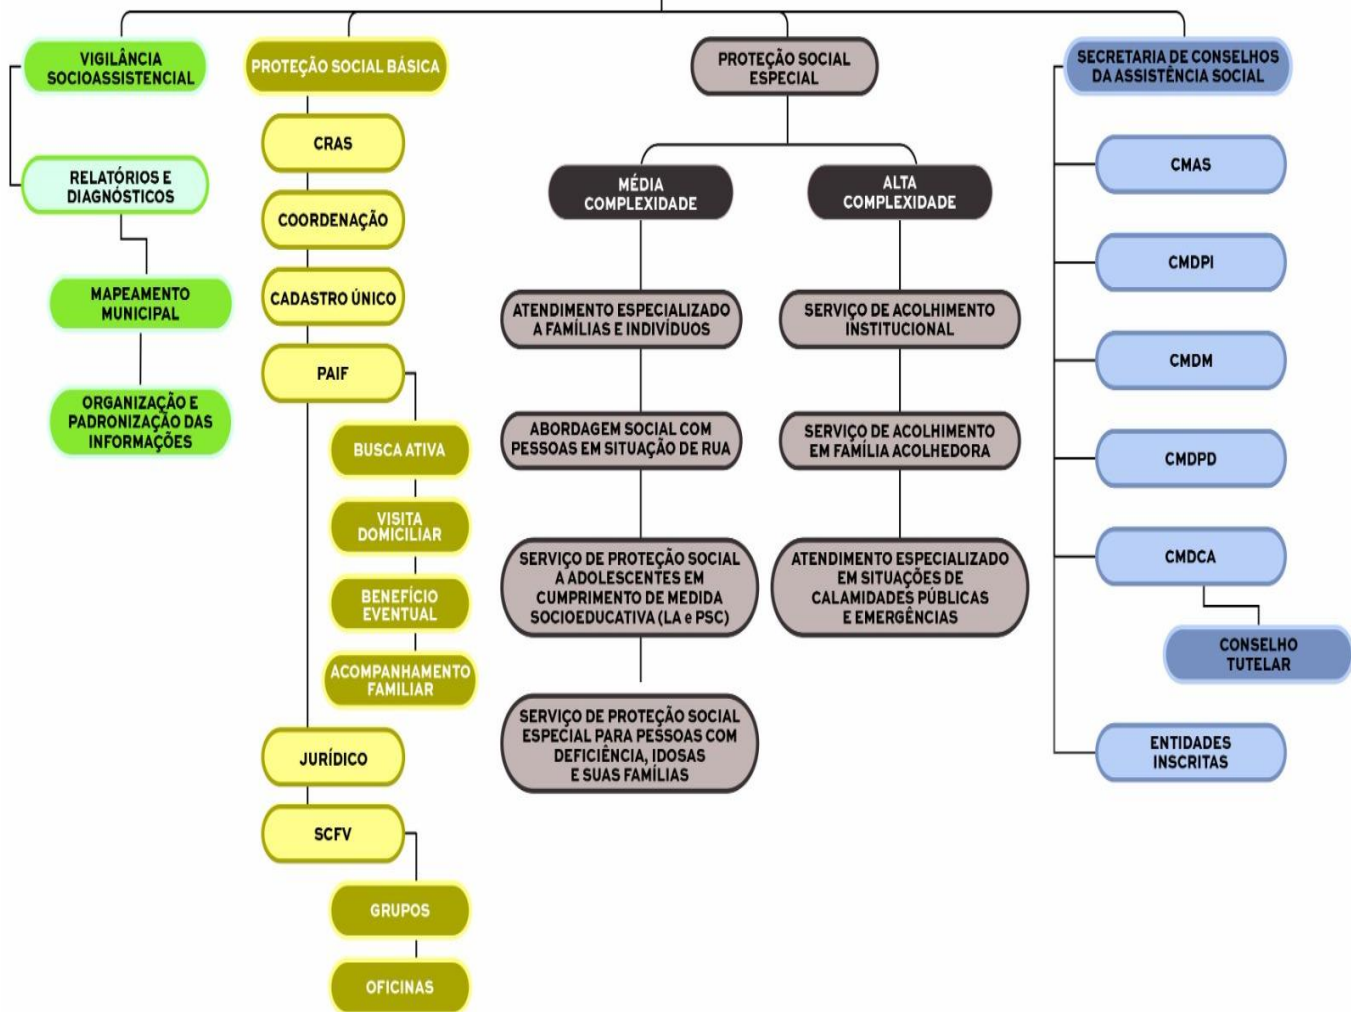 VIGILÂNCIA
SOCIOASSISTENCIAL
RELATÓRIOS E
DIAGNÓSTICOS
MAPEAMENTO
MUNICIPAL
ORGANIZAÇÃO E
PADRONIZAÇÃO DAS
INFORMAÇÕES
PROTEÇÃO SOCIAL BÁSICA
CRAS
COORDENAÇÃO
CADASTRO ÚNICO
PAIF
BUSCA ATIVA
VISITA
DOMICILIAR
BENEFÍCIO
EVENTUAL
ACOMPANHAMENTO
FAMILIAR
JURÍDICO
SCFV
GRUPOS
OFICINAS
PROTEÇÃO SOCIAL
ESPECIAL
MÉDIA
COMPLEXIDADE
ATENDIMENTO ESPECIALIZADO
A FAMÍLIAS E INDIVÍDUOS
ABORDAGEM SOCIAL COM
PESSOAS EM SITUAÇÃO DE RUA
SERVIÇO DE PROTEÇÃO SOCIAL
A ADOLESCENTES EM
CUMPRIMENTO DE MEDIDA
SOCIOEDUCATIVA (LA e PSC)
SERVIÇO DE PROTEÇÃO SOCIAL
ESPECIAL PARA PESSOAS COM
DEFICIÊNCIA, IDOSAS
E SUAS FAMÍLIAS
ALTA
COMPLEXIDADE
SERVIÇO DE ACOLHIMENTO
INSTITUCIONAL
SERVIÇO DE ACOLHIMENTO
EM FAMÍLIA ACOLHEDORA
ATENDIMENTO ESPECIALIZADO
EM SITUAÇÕES DE
CALAMIDADES PÚBLICAS
E EMERGÊNCIAS
SECRETARIA DE CONSELHOS
DA ASSISTÊNCIA SOCIAL
CMAS
CMDPI
CMDM
CMDPD
CMDCA
CONSELHO
TUTELAR
ENTIDADES
INSCRITAS